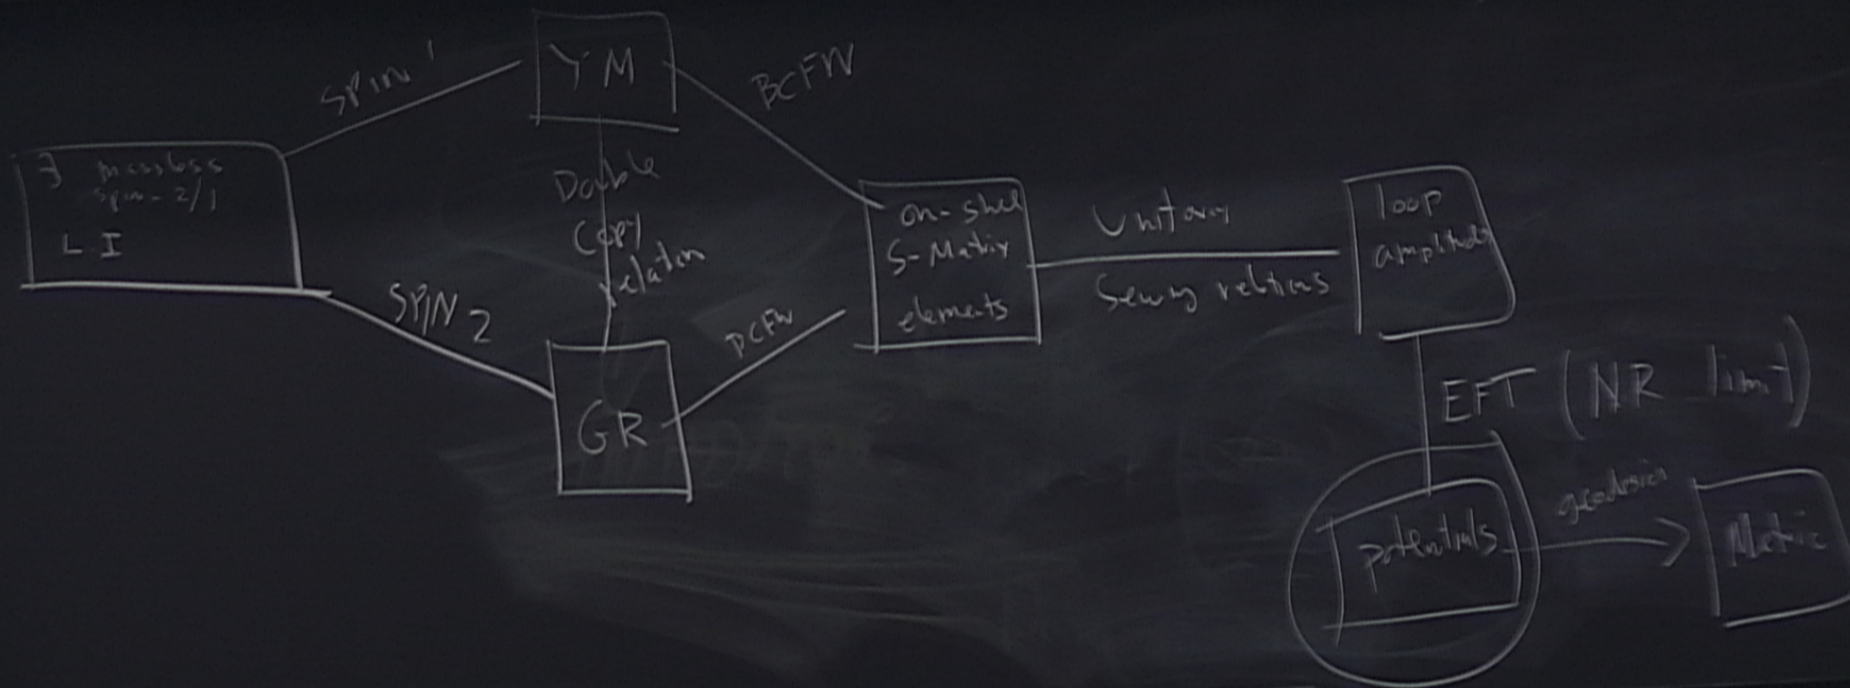 SPIN 1
YM
BCFW
∃ massless
spin-2/1
L I
Double
Copy
relation
SPIN 2
GR
BCFW
on-shell
S-Matrix
elements
Unitary
Sewing relations
loop
amplitudes
EFT (NR limit)
potentials
geodesics
Metric